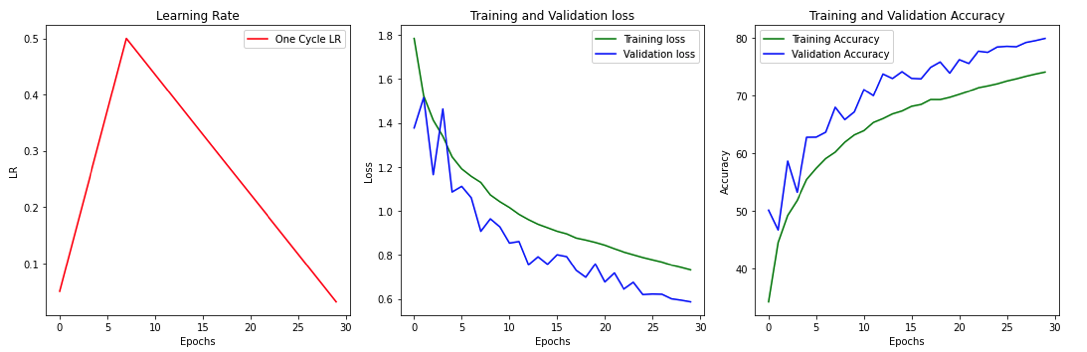 Learning Rate
One Cycle LR
LR
0.5
0.4
0.3
0.2
0.1
0 5 10 15 20 25 30
Epochs
Training and Validation loss
Training loss
Validation loss
Loss
1.8
1.6
1.4
1.2
1.0
0.8
0.6
0 5 10 15 20 25 30
Epochs
Training and Validation Accuracy
Training Accuracy
Validation Accuracy
Accuracy
80
70
60
50
40
0 5 10 15 20 25 30
Epochs